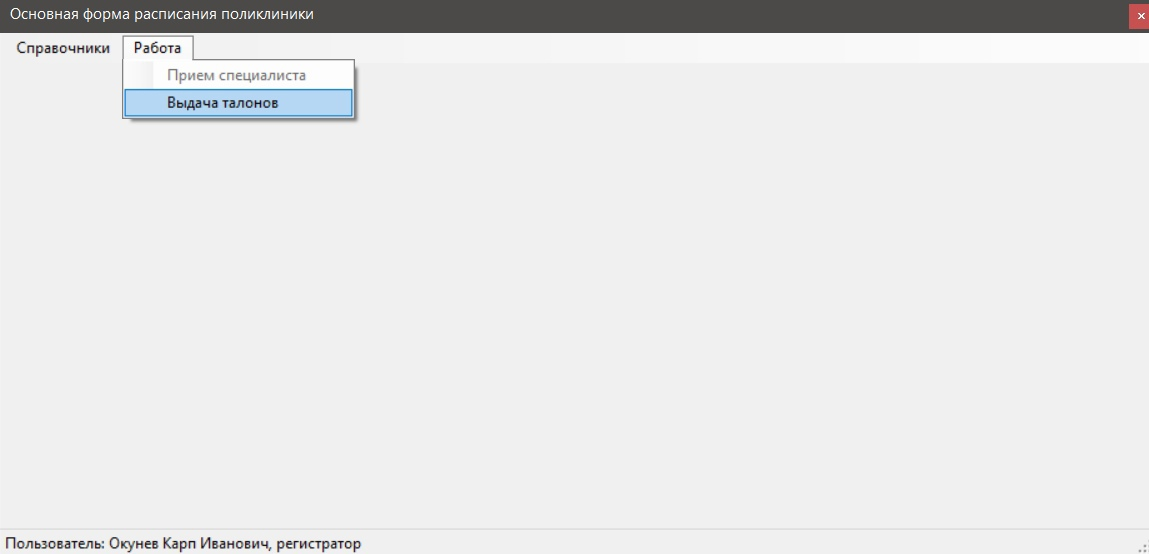 Основная форма расписания поликлиники
Справочники Работа
Прием специалиста
Выдача талонов
Пользователь: Окунев Карп Иванович, регистратор